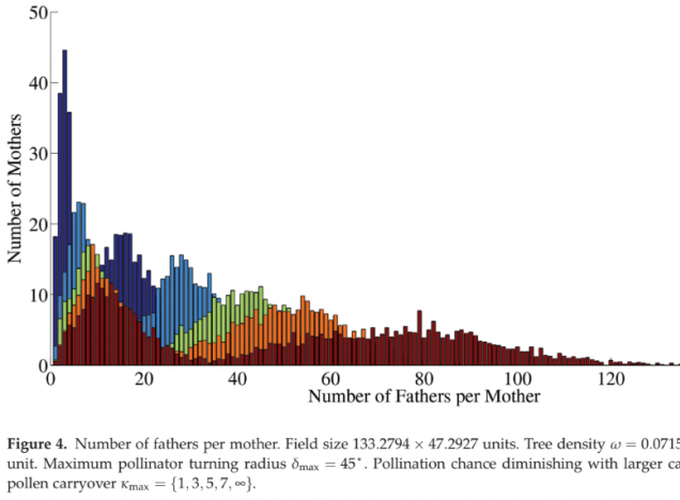 50
40
30
20
10
0
Number of Mothers
0 20 40 60 80 100 120
Number of Fathers per Mother
Figure 4. Number of fathers per mother. Field size 133.2794 × 47.2927 units. Tree density ω = 0.0715
unit. Maximum pollinator turning radius δmax = 45°. Pollination chance diminishing with larger ca
pollen carryover κmax = {1, 3, 5, 7, ∞}.